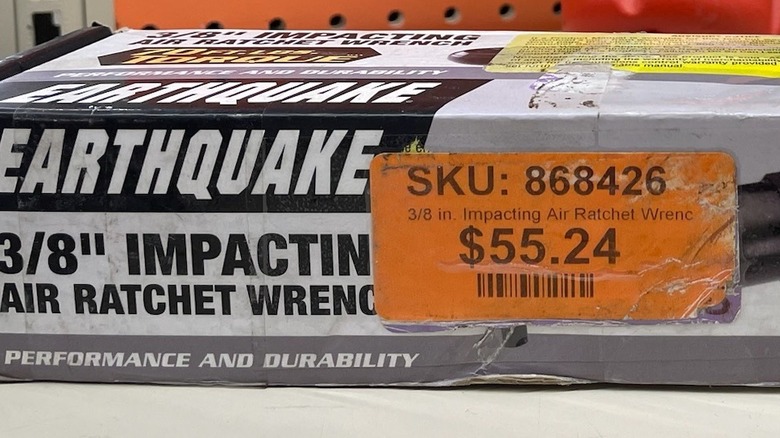 3/8" IMPACTING
AIR RATCHET WRENCH
TORQUE
PERFORMANCE AND DURABILITY
EARTHQUAKE
EARTHQUAKE
3/8" IMPACTIN
AIR RATCHET WRENC
PERFORMANCE AND DURABILITY
SKU: 868426
3/8 in. Impacting Air Ratchet Wrenc
$55.24